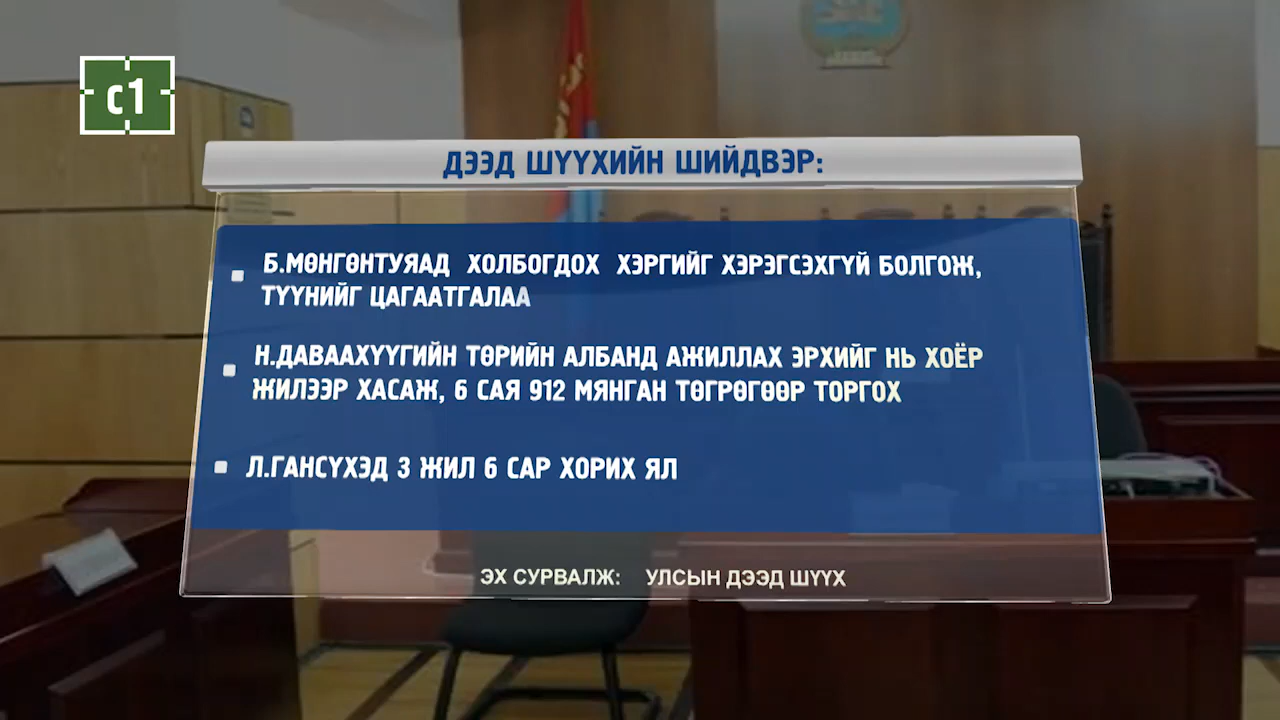 c1
ДЭЭД ШҮҮХИЙН ШИЙДВЭР:
Б.МӨНГӨНТУЯАД ХОЛБОГДОХ ХЭРГИЙГ ХЭРЭГСЭХГҮЙ БОЛГОЖ,
ТҮҮНИЙГ ЦАГААТГАЛАА
Н.ДАВААХҮҮГИЙН ТӨРИЙН АЛБАНД АЖИЛЛАХ ЭРХИЙГ НЬ ХОЁР
ЖИЛЭЭР ХАСАЖ, 6 САЯ 912 МЯНГАН ТӨГРӨГӨӨР ТОРГОХ
Л.ГАНСҮХЭД 3 ЖИЛ 6 САР ХОРИХ ЯЛ
ЭХ СУРВАЛЖ: УЛСЫН ДЭЭД ШҮҮХ